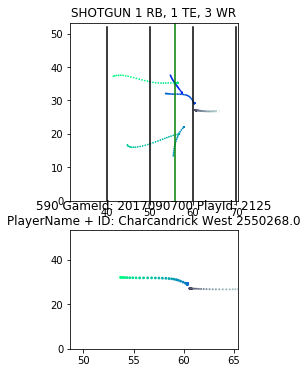 SHOTGUN 1 RB, 1 TE, 3 WR
50
40
30
20
10
0
40 50 60 70
590 GameId: 2017090700 PlayId: 2125
PlayerName + ID: Charcandrick West 2550268.0
40
20
0
50 55 60 65